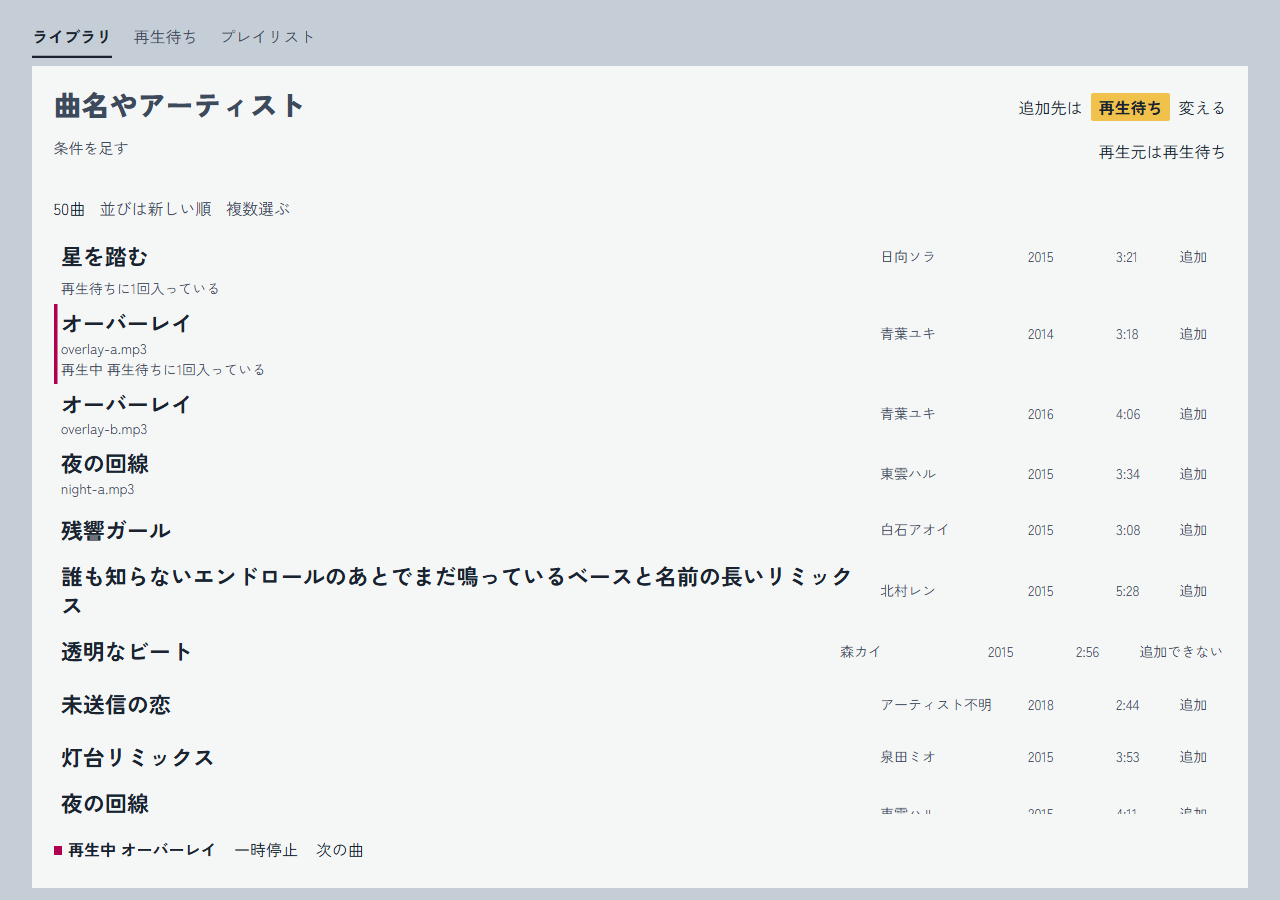 ライブラリ 再生待ち プレイリスト
曲名やアーティスト
追加先は 再生待ち 変える
条件を足す
再生元は再生待ち
50曲 並びは新しい順 複数選ぶ
星を踏む 日向ソラ 2015 3:21 追加
再生待ちに1回入っている
オーバーレイ 青葉ユキ 2014 3:18 追加
overlay-a.mp3
再生中 再生待ちに1回入っている
オーバーレイ 青葉ユキ 2016 4:06 追加
overlay-b.mp3
夜の回線 東雲ハル 2015 3:34 追加
night-a.mp3
残響ガール 白石アオイ 2015 3:08 追加
誰も知らないエンドロールのあとでまだ鳴っているベースと名前の長いリミック
ス
北村レン 2015 5:28 追加
透明なビート 森カイ 2015 2:56 追加できない
未送信の恋 アーティスト不明 2018 2:44 追加
灯台リミックス 泉田ミオ 2015 3:53 追加
夜の回線 東雲ハル 2015 4:11 追加
再生中 オーバーレイ 一時停止 次の曲